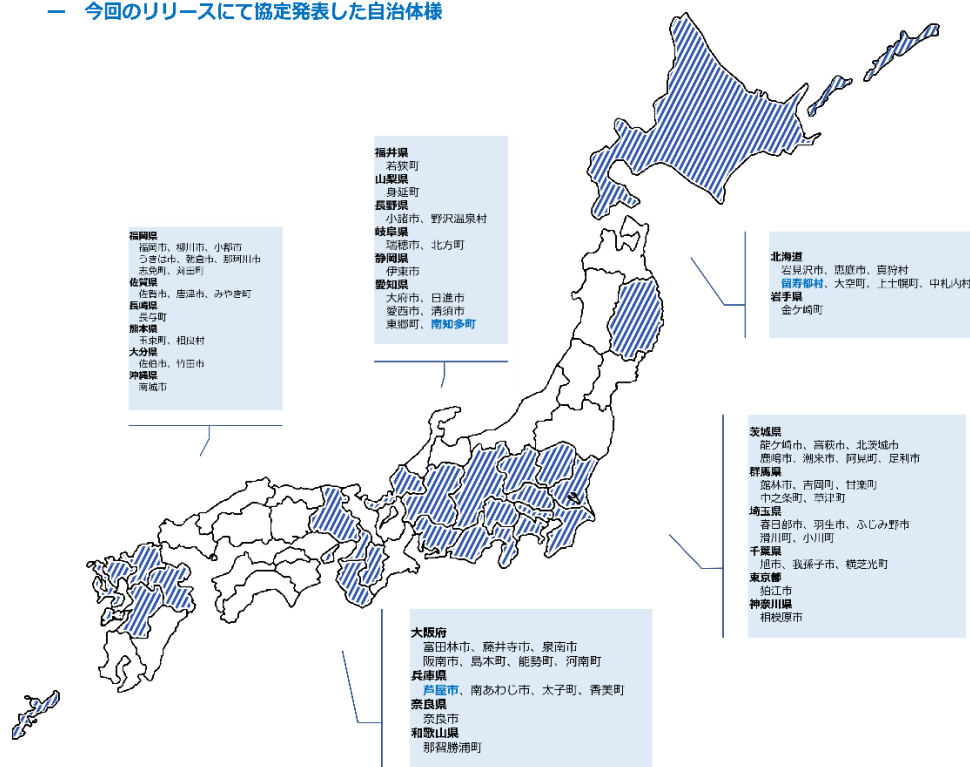 ー 今回のリリースにて協定発表した自治体様
福井県
若狭町
山梨県
身延町
長野県
小諸市、野沢温泉村
岐阜県
瑞穂市、北方町
静岡県
伊東市
愛知県
大府市、日進市
愛西市、清須市
東郷町、南知多町
福岡県
福岡市、柳川市、小郡市
うきは市、朝倉市、那珂川市
志免町、苅田町
佐賀県
佐賀市、唐津市、みやき町
長崎県
長与町
熊本県
玉東町、相良村
大分県
佐伯市、竹田市
沖縄県
南城市
北海道
岩見沢市、恵庭市、真狩村
留寿都村、大空町、上士幌町、中札内村
岩手県
金ケ崎町
茨城県
龍ケ崎市、高萩市、北茨城市
鹿嶋市、潮来市、阿見町、足利市
群馬県
館林市、吉岡町、甘楽町
中之条町、草津町
埼玉県
春日部市、羽生市、ふじみ野市
滑川町、小川町
千葉県
旭市、我孫子市、横芝光町
東京都
狛江市
神奈川県
相模原市
大阪府
富田林市、藤井寺市、泉南市
阪南市、島本町、能勢町、河南町
兵庫県
芦屋市、南あわじ市、太子町、香美町
奈良県
奈良市
和歌山県
那智勝浦町